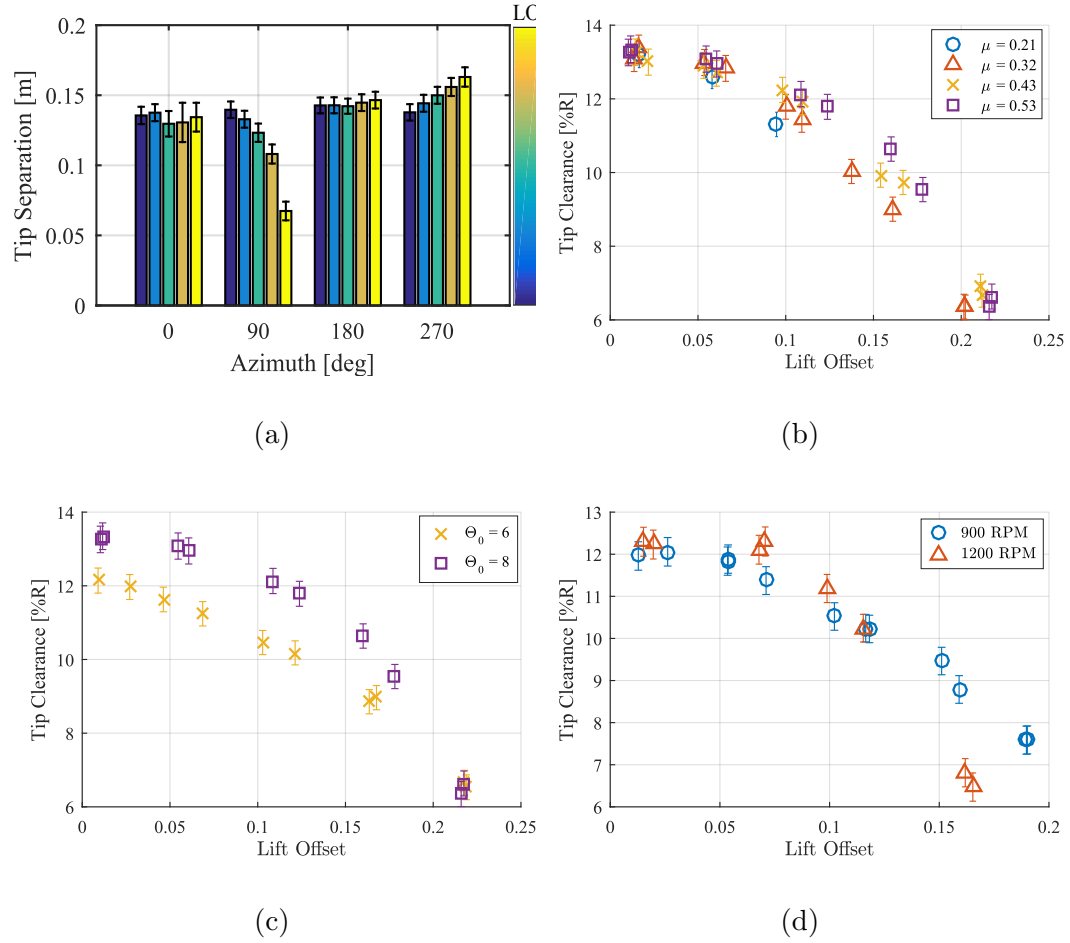 LO
0.2
0.15
0.1
0.05
0
Tip Separation [m]
0 90 180 270
Azimuth [deg]
(a)
14
12
10
8
6
Tip Clearance [%R]
μ = 0.21
μ = 0.32
μ = 0.43
μ = 0.53
0 0.05 0.1 0.15 0.2 0.25
Lift Offset
(b)
14
12
10
8
6
Tip Clearance [%R]
Θ0 = 6
Θ0 = 8
0 0.05 0.1 0.15 0.2 0.25
Lift Offset
(c)
13
12
11
10
9
8
7
6
Tip Clearance [%R]
900 RPM
1200 RPM
0 0.05 0.1 0.15 0.2
Lift Offset
(d)